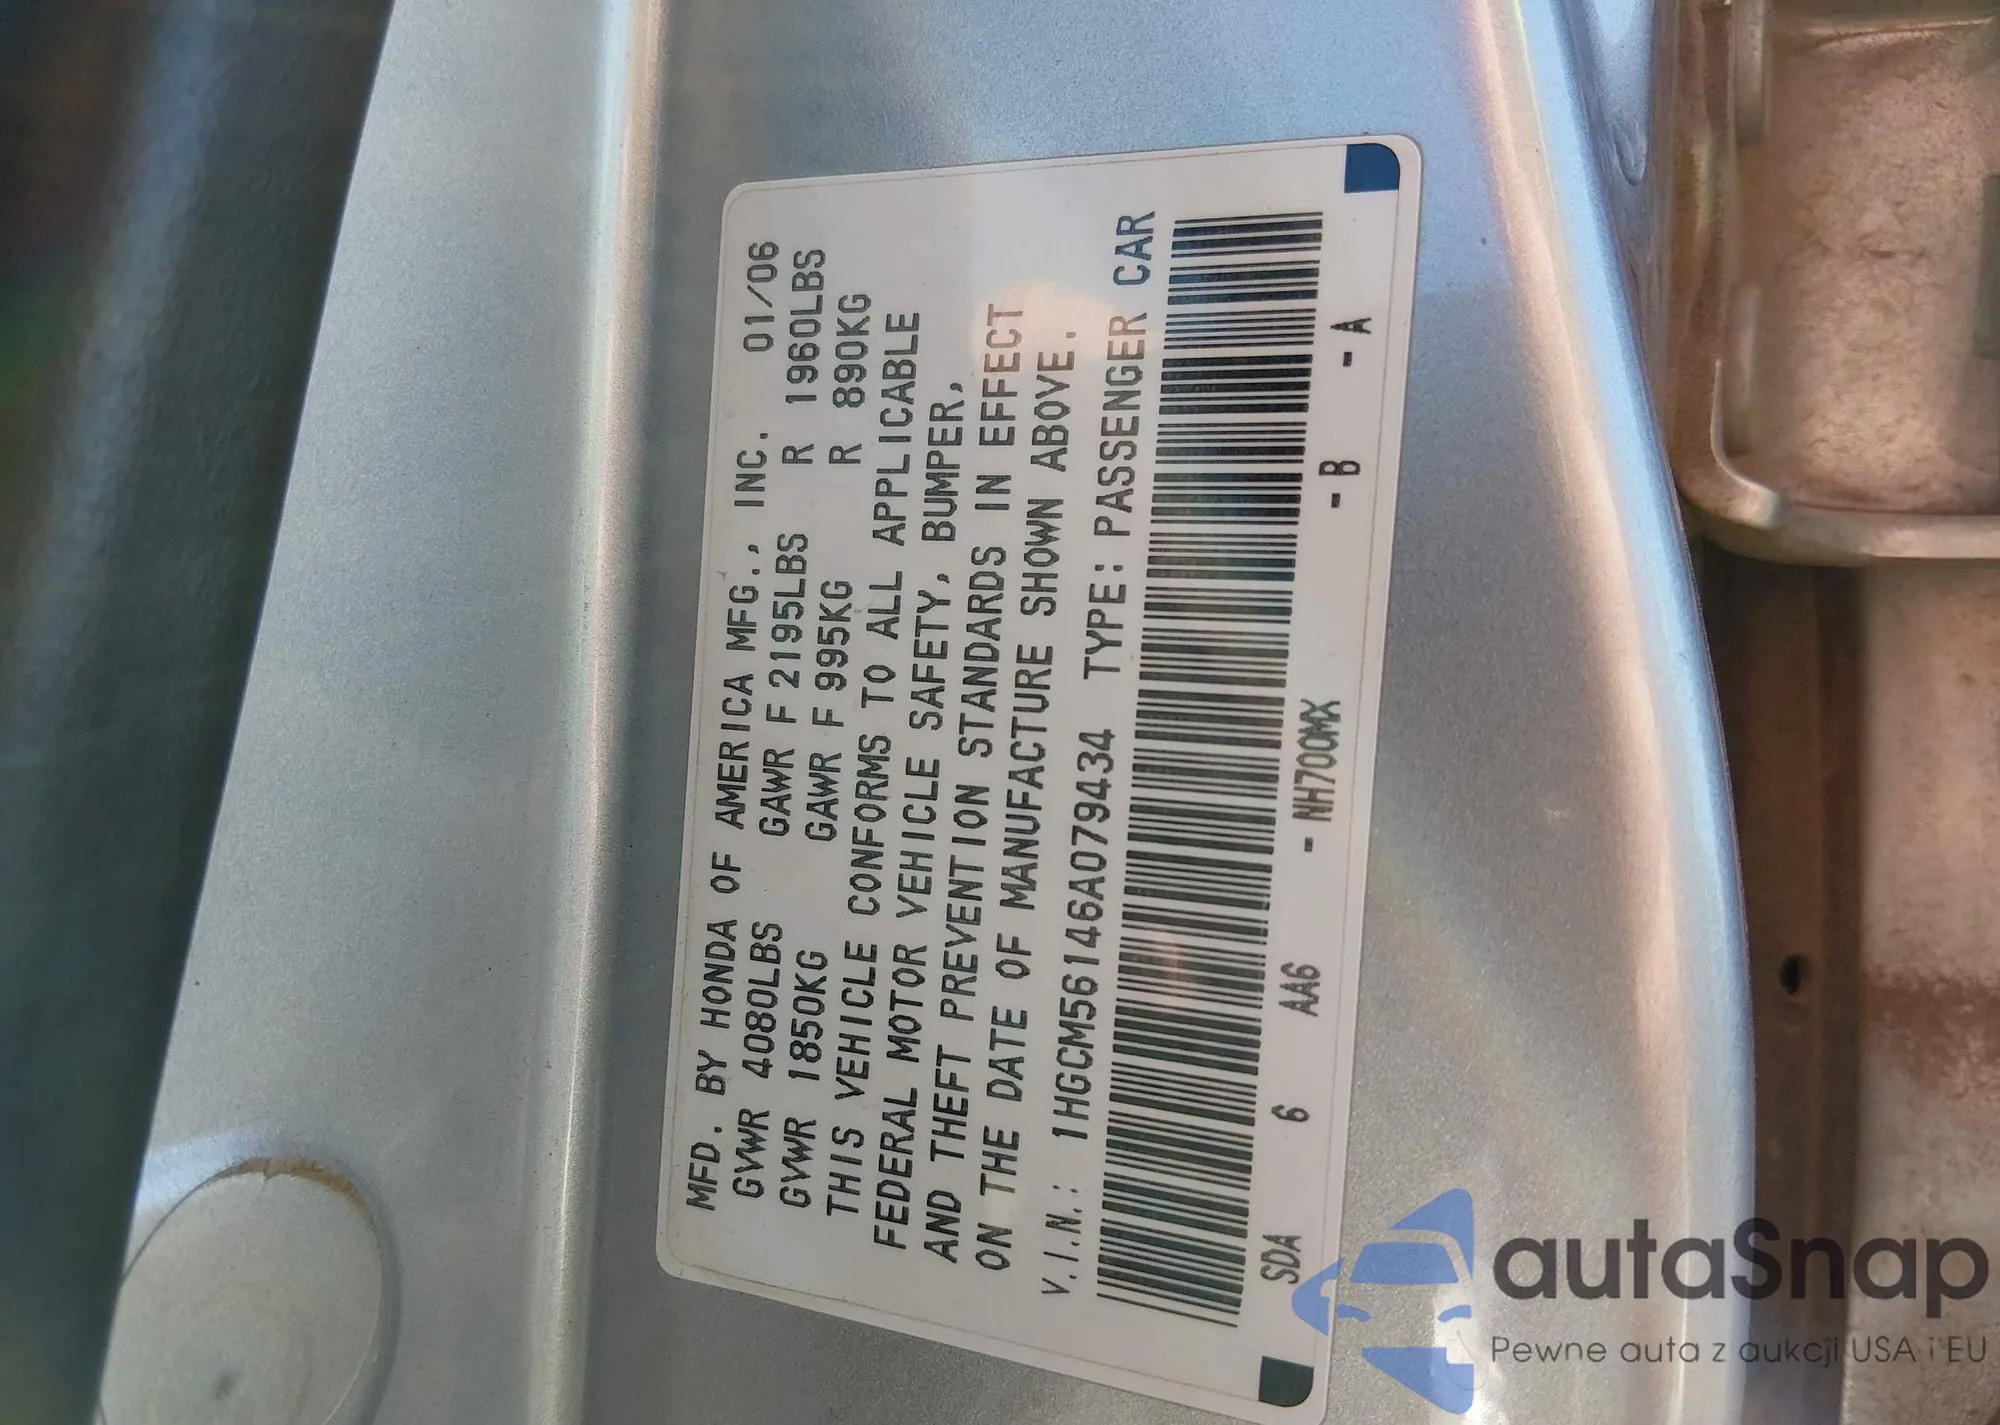 MFD. BY HONDA OF AMERICA MFG., INC. 01/06
GVWR 4080LBS GAWR F 2195LBS R 1960LBS
GVWR 1850KG GAWR F 995KG R 890KG
THIS VEHICLE CONFORMS TO ALL APPLICABLE
FEDERAL MOTOR VEHICLE SAFETY, BUMPER,
AND THEFT PREVENTION STANDARDS IN EFFECT
ON THE DATE OF MANUFACTURE SHOWN ABOVE.
V.I.N.: 1HGCM56146A079434 TYPE: PASSENGER CAR
SDA 6 AA6 - NH700MX - B - A
autaSnap
Pewne auta z aukcji USA i EU